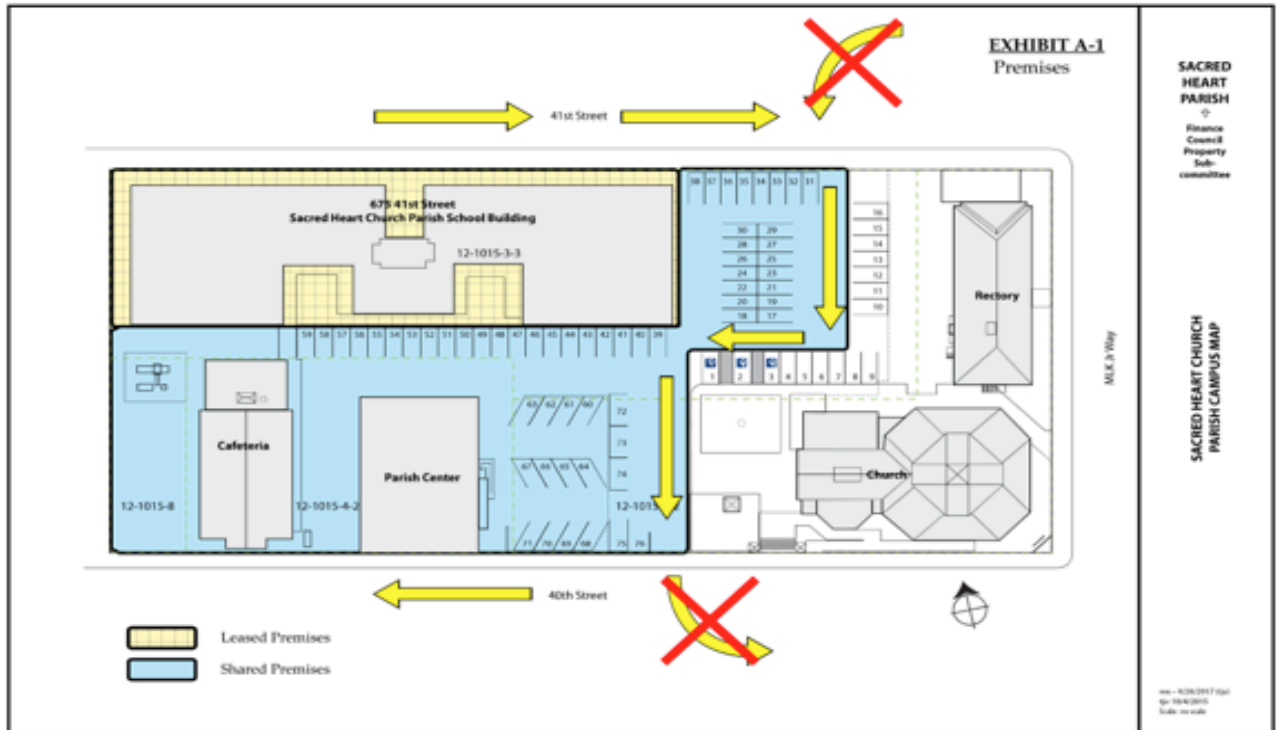 EXHIBIT A-1
Premises
41st Street
675 41st Street
Sacred Heart Church Parish School Building
12-1015-3-3
38 37 36 35 34 33 32 31
30 29
28 27
26 25
24 23
22 21
20 19
18 17
16
15
14
13
12
11
10
Rectory
59 58 57 56 55 54 53 52 51 50 49 48 47 46 45 44 43 42 41 40 39
1 2 3 4 5 6 7 8 9
63 62 61 60
72
73
74
67 66 65 64
71 70 69 68
75 76
Cafeteria
Parish Center
Church
12-1015-8
12-1015-4-2
12-1015
40th Street
MLK Jr Way
Leased Premises
Shared Premises
SACRED
HEART
PARISH
Finance
Council
Property
Sub-
committee
SACRED HEART CHURCH
PARISH CAMPUS MAP
Scale: no scale